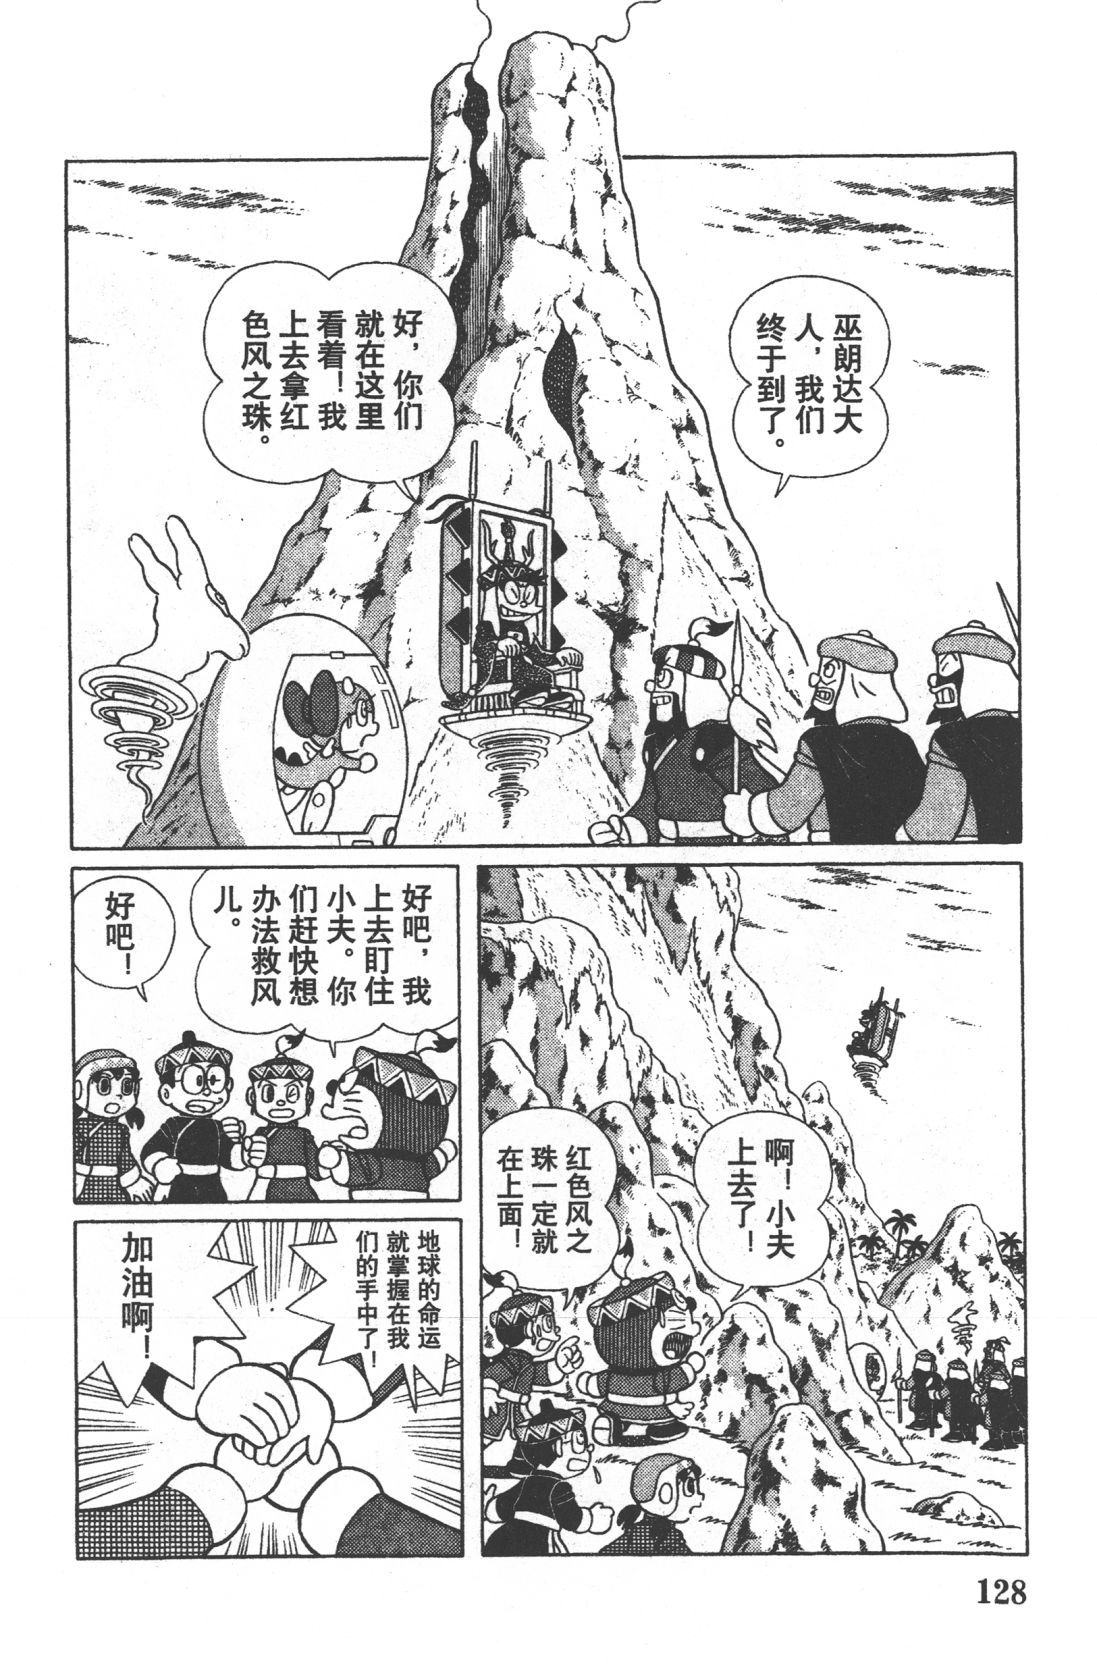 巫朗达大
人，我们
终于到了。
好，你们
就在这里
看着！我
上去拿红
色风之珠。
啊！小夫
上去了！
红色风之
珠一定就
在上面！
好吧，我
上去盯住
小夫。你
们赶快想
办法救风
儿。
好吧！
地球的命运
就掌握在我
们的手中了！
加油啊！
128